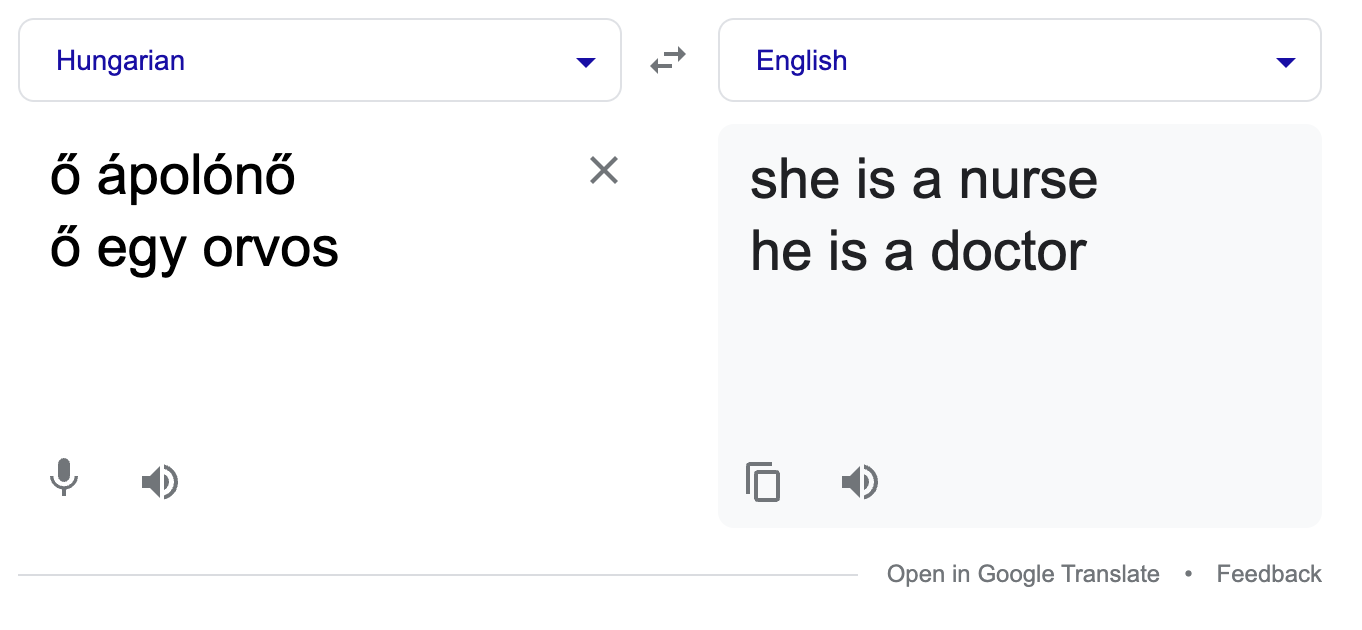 Hungarian English
ő ápolónő
ő egy orvos
she is a nurse
he is a doctor
Open in Google Translate • Feedback